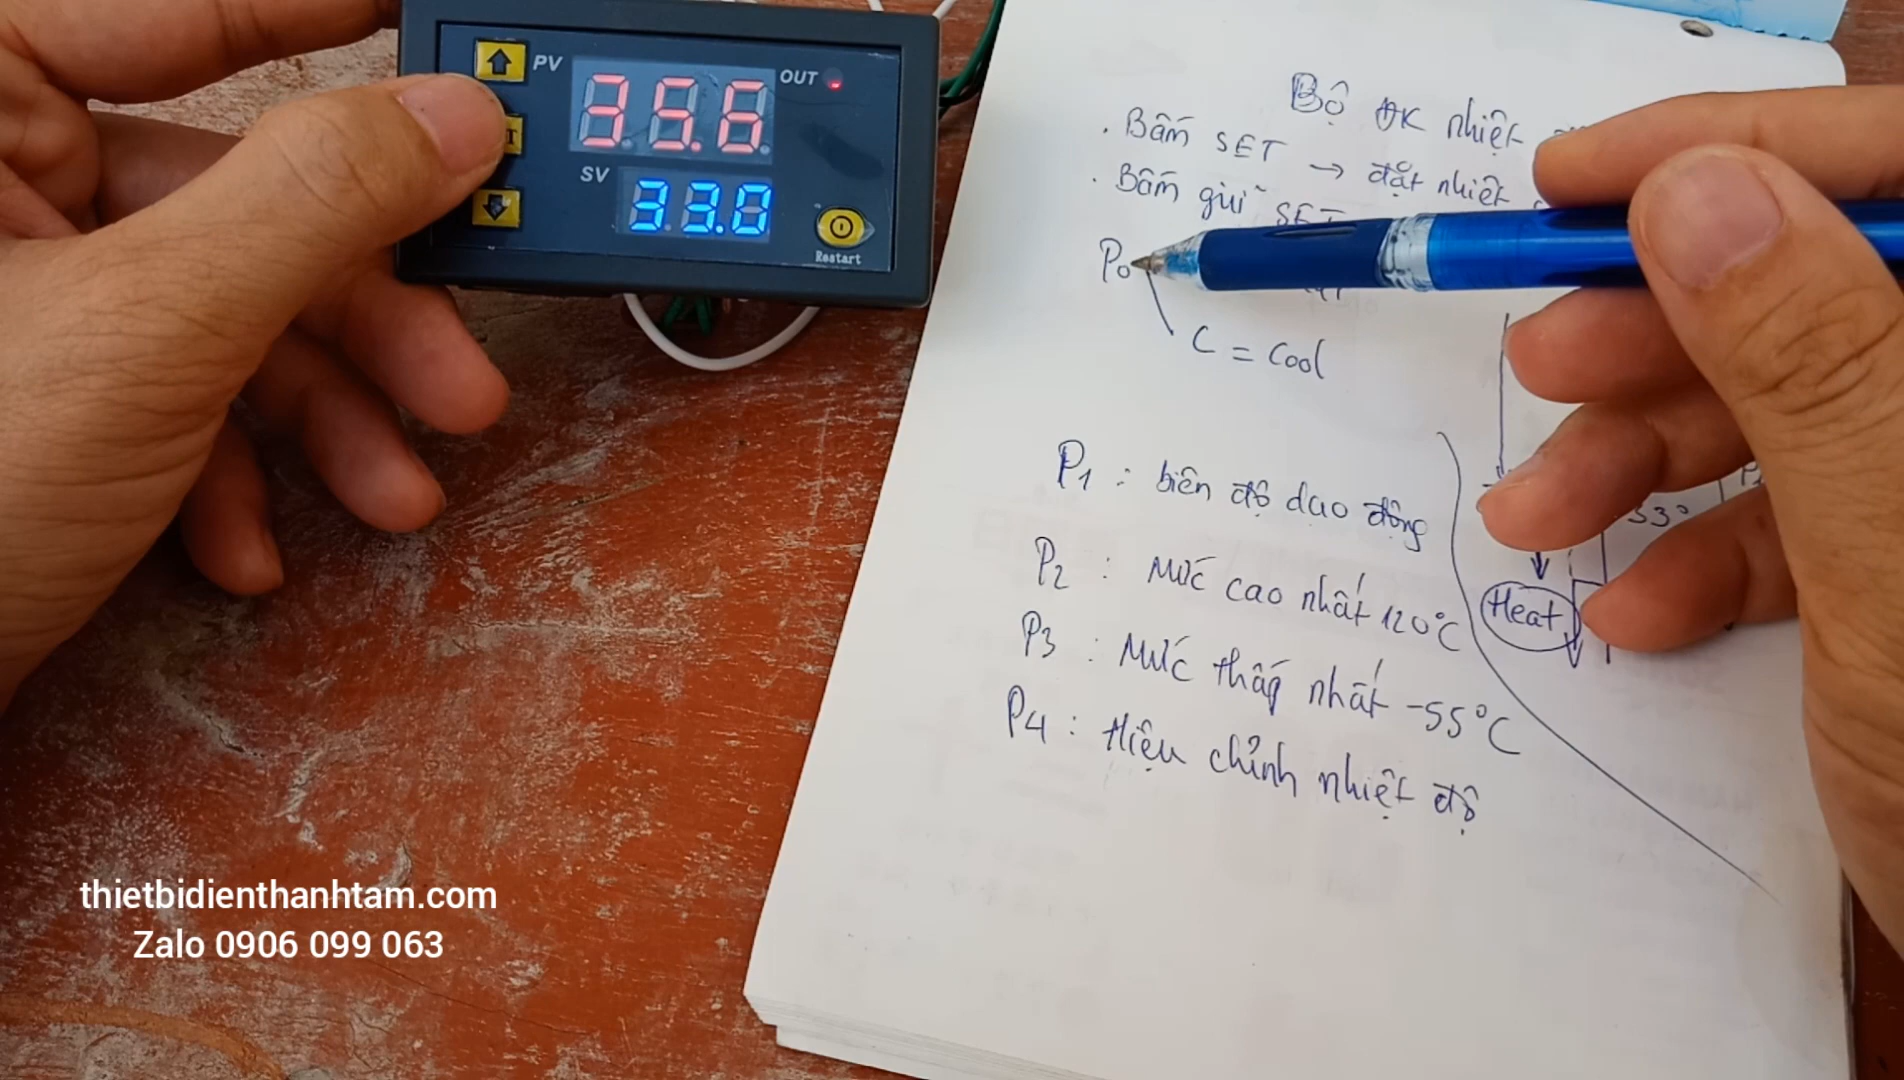 PV
35.6
OUT
SV
33.0
Restart
Bộ ĐK nhiệt
. Bấm SET → đặt nhiệt
. Bấm giữ SET
P0
C = Cool
P1 : biên độ dao động
P2 : Mức cao nhất 120°C
P3 : Mức thấp nhất -55°C
P4 : Hiệu chỉnh nhiệt độ
33°
Heat
thietbidienthanhtam.com
Zalo 0906 099 063